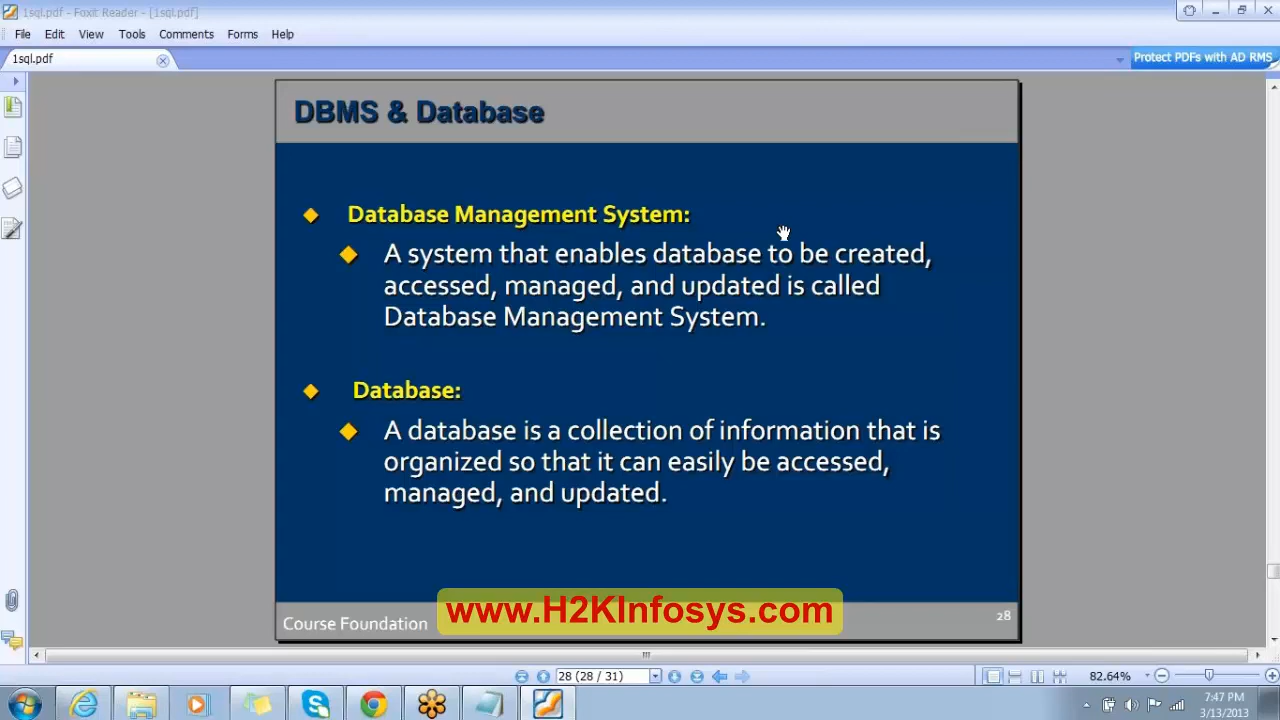 1sql.pdf - Foxit Reader - [1sql.pdf]
File Edit View Tools Comments Forms Help
1sql.pdf
Protect PDFs with AD RMS
DBMS & Database
Database Management System:
A system that enables database to be created,
accessed, managed, and updated is called
Database Management System.
Database:
A database is a collection of information that is
organized so that it can easily be accessed,
managed, and updated.
www.H2KInfosys.com
Course Foundation
28
28 (28 / 31)
82.64%
7:47 PM
3/13/2013